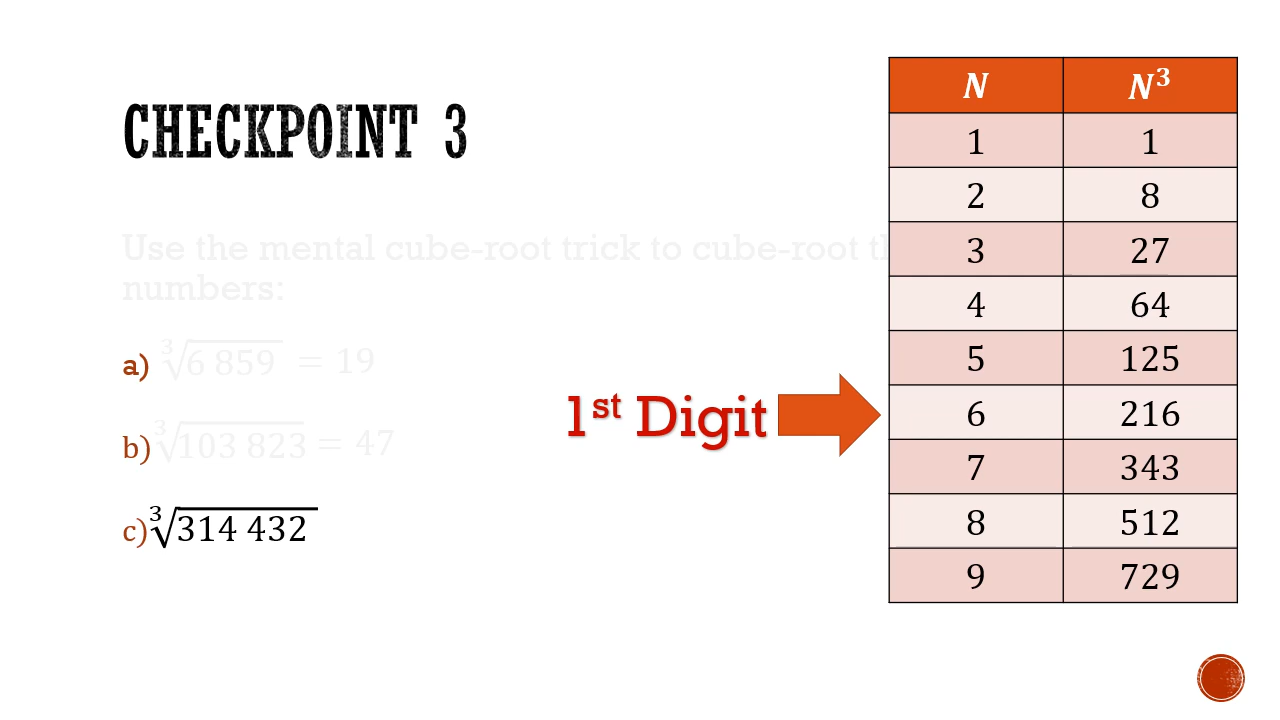 CHECKPOINT 3
Use the mental cube-root trick to cube-root
numbers:
a) ∛6 859 = 19
b) ∛103 823 = 47
c) ∛314 432
1st Digit
N N³
1 1
2 8
3 27
4 64
5 125
6 216
7 343
8 512
9 729